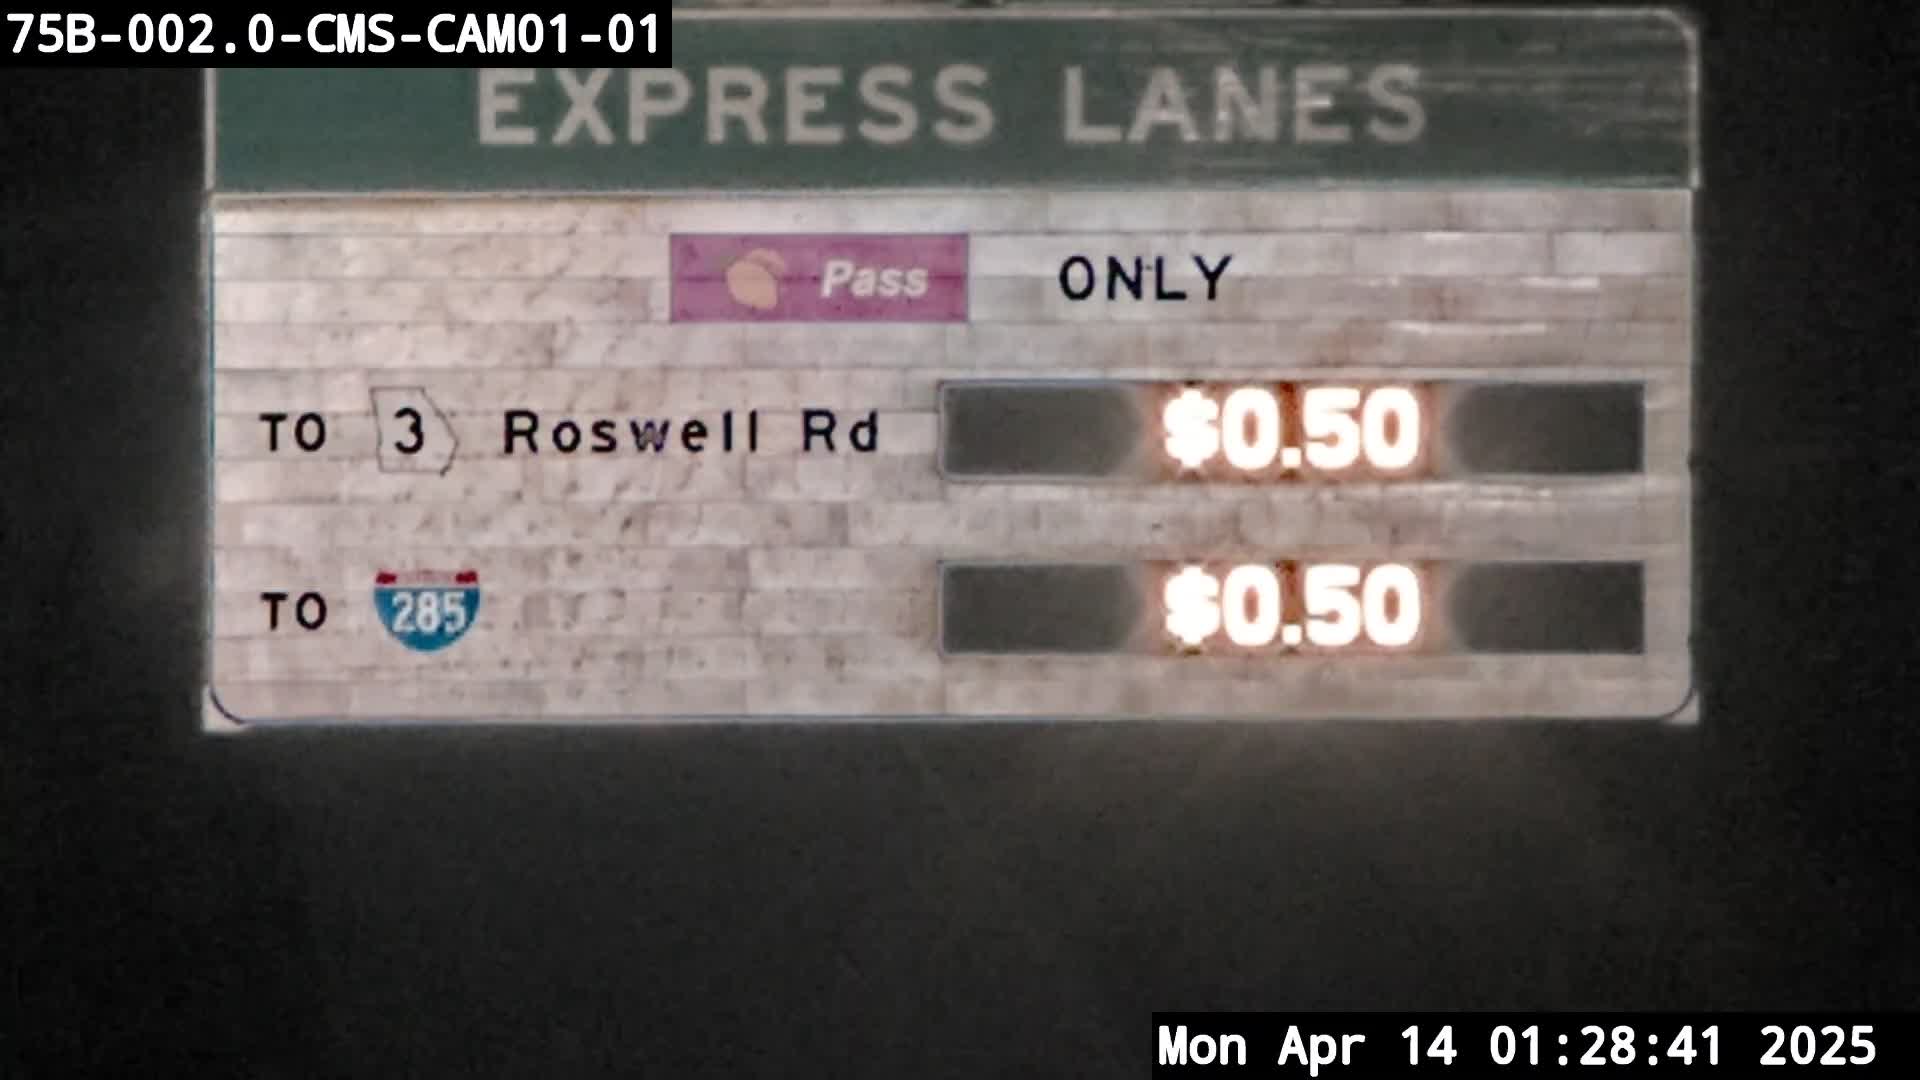 75B-002.0-CMS-CAM01-01
EXPRESS LANES
Pass ONLY
TO 3 Roswell Rd $0.50
TO 285 $0.50
Mon Apr 14 01:28:41 2025